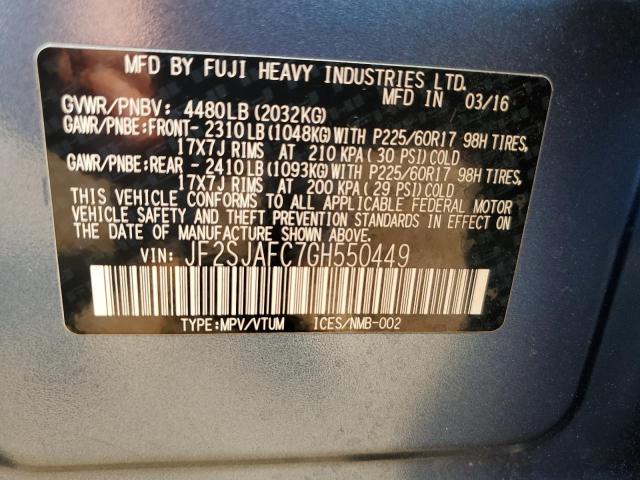 MFD BY FUJI HEAVY INDUSTRIES LTD.
MFD IN 03/16
GVWR/PNBV: 4480LB (2032KG)
GAWR/PNBE:FRONT- 2310 LB (1048KG) WITH P225/60R17 98H TIRES,
17X7J RIMS AT 210 KPA ( 30 PSI) COLD
GAWR/PNBE:REAR - 2410 LB (1093KG) WITH P225/60R17 98H TIRES,
17X7J RIMS AT 200 KPA ( 29 PSI) COLD
THIS VEHICLE CONFORMS TO ALL APPLICABLE FEDERAL MOTOR
VEHICLE SAFETY AND THEFT PREVENTION STANDARDS IN EFFECT
ON THE DATE OF MANUFACTURE SHOWN ABOVE.
VIN: JF2SJAFC7GH550449
TYPE:MPV/VTUM ICES/NMB-002